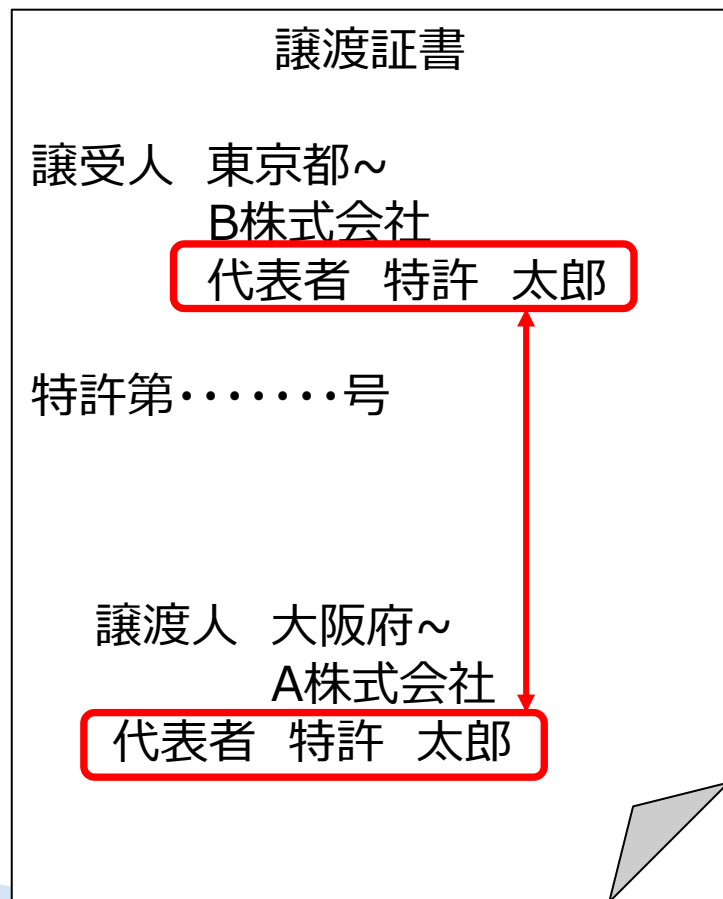 譲渡証書
譲受人 東京都~
B株式会社
代表者 特許 太郎
特許第・・・・・・・号
譲渡人 大阪府~
A株式会社
代表者 特許 太郎